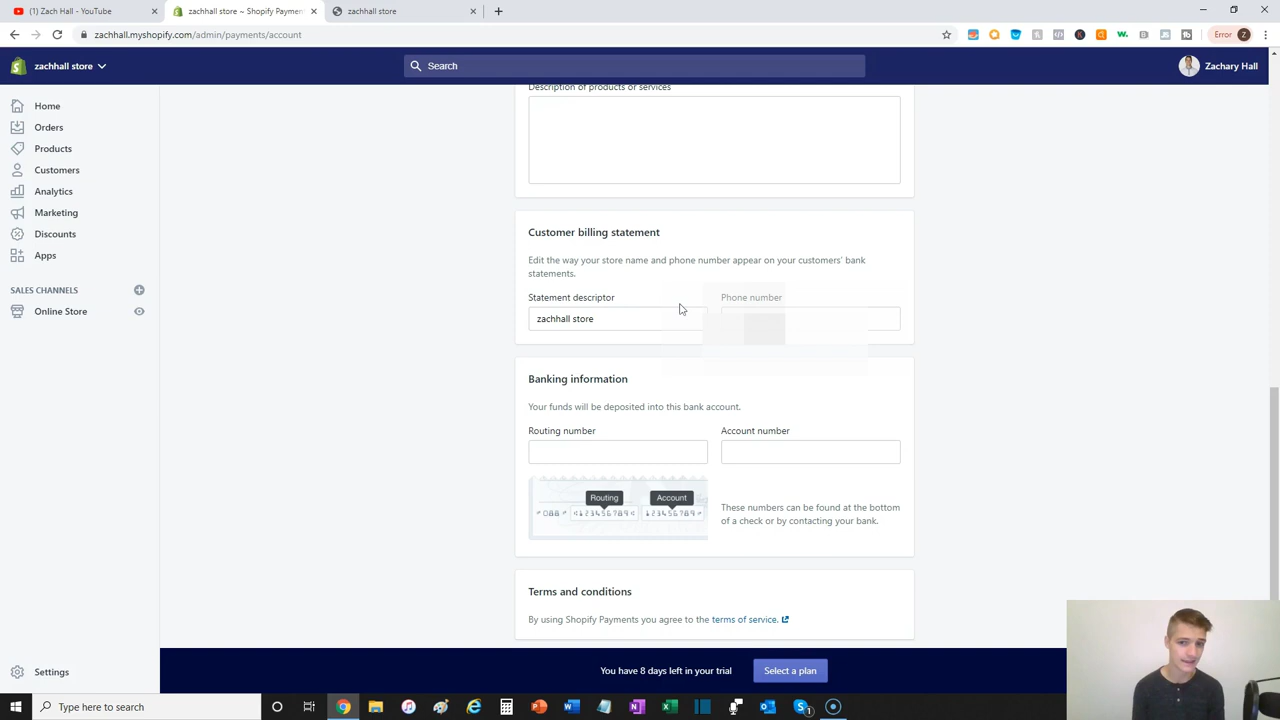 (1) Zach Hall - YouTube
zachhall store ~ Shopify Payment
zachhall store
zachhall.myshopify.com/admin/payments/account
Error
Z
zachhall store
Search
Zachary Hall
Home
Orders
Products
Customers
Analytics
Marketing
Discounts
Apps
SALES CHANNELS
Online Store
Settings
Description of products or services
Customer billing statement
Edit the way your store name and phone number appear on your customers' bank
statements.
Statement descriptor
Phone number
zachhall store
Banking information
Your funds will be deposited into this bank account.
Routing number
Account number
Routing
Account
088
123456789
123456789
These numbers can be found at the bottom
of a check or by contacting your bank.
Terms and conditions
By using Shopify Payments you agree to the terms of service.
You have 8 days left in your trial
Select a plan
Type here to search